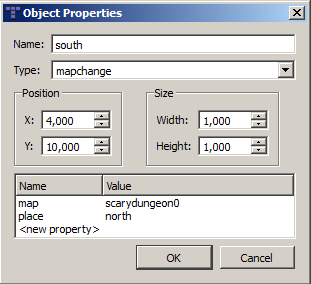 Object Properties
Name: south
Type: mapchange
Position
X: 4,000
Y: 10,000
Size
Width: 1,000
Height: 1,000
Name Value
map scarydungeon0
place north
<new property>
OK Cancel